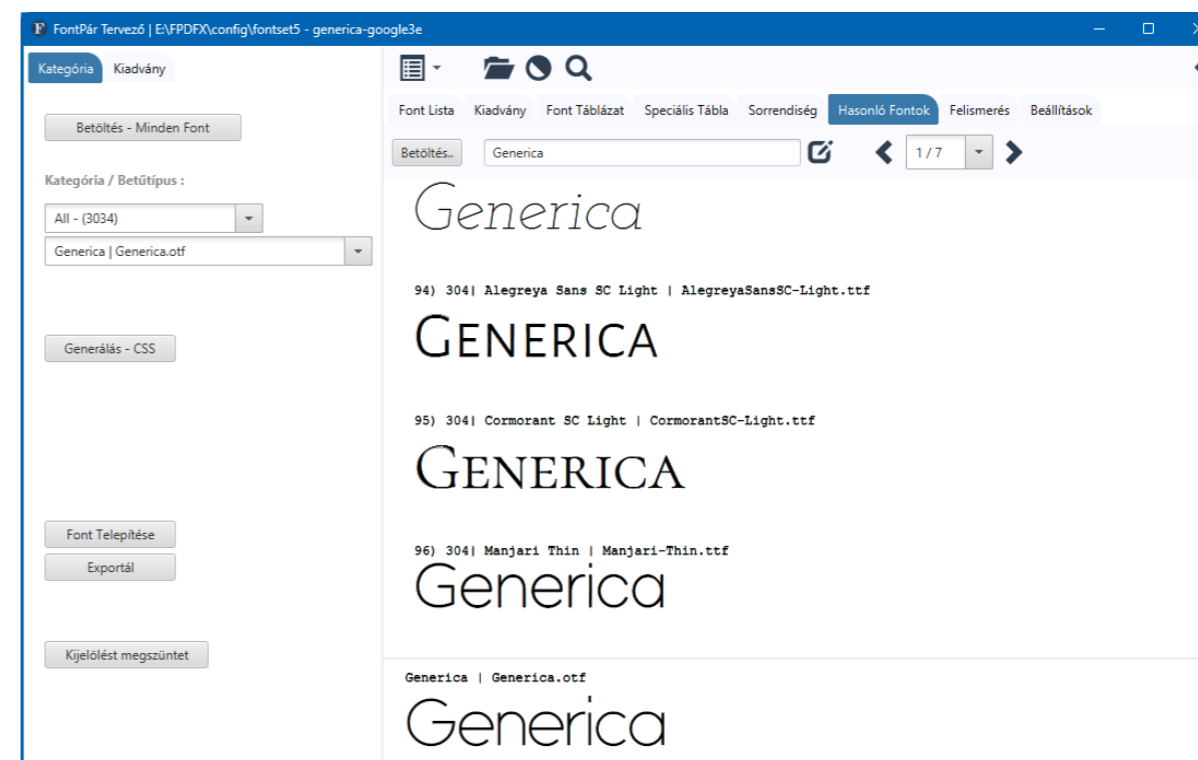 FontPár Tervező | E:\FPDFX\config\fontset5 - generica-google3e
Kategória Kiadvány
Betöltés - Minden Font
Kategória / Betűtípus :
All - (3034)
Generica | Generica.otf
Generálás - CSS
Font Telepítése
Exportál
Kijelölést megszüntet
Font Lista Kiadvány Font Táblázat Speciális Tábla Sorrendiség Hasonló Fontok Felismerés Beállítások
Betöltés.. Generica 1 / 7
Generica
94) 304| Alegreya Sans SC Light | AlegreyaSansSC-Light.ttf
GENERICA
95) 304| Cormorant SC Light | CormorantSC-Light.ttf
GENERICA
96) 304| Manjari Thin | Manjari-Thin.ttf
Generica
Generica | Generica.otf
Generica